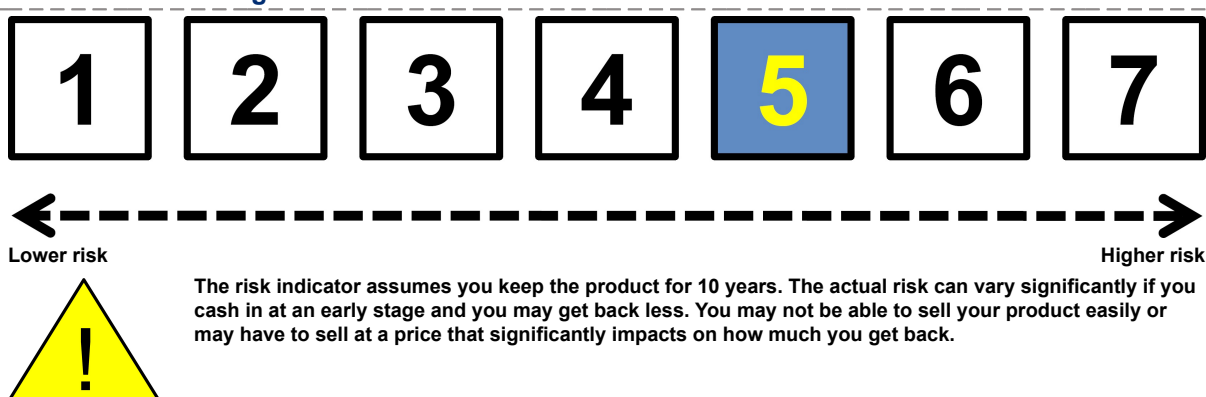 1 2 3 4 5 6 7
Lower risk Higher risk
The risk indicator assumes you keep the product for 10 years. The actual risk can vary significantly if you
cash in at an early stage and you may get back less. You may not be able to sell your product easily or
may have to sell at a price that significantly impacts on how much you get back.
!